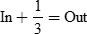 In + 1/3 = Out